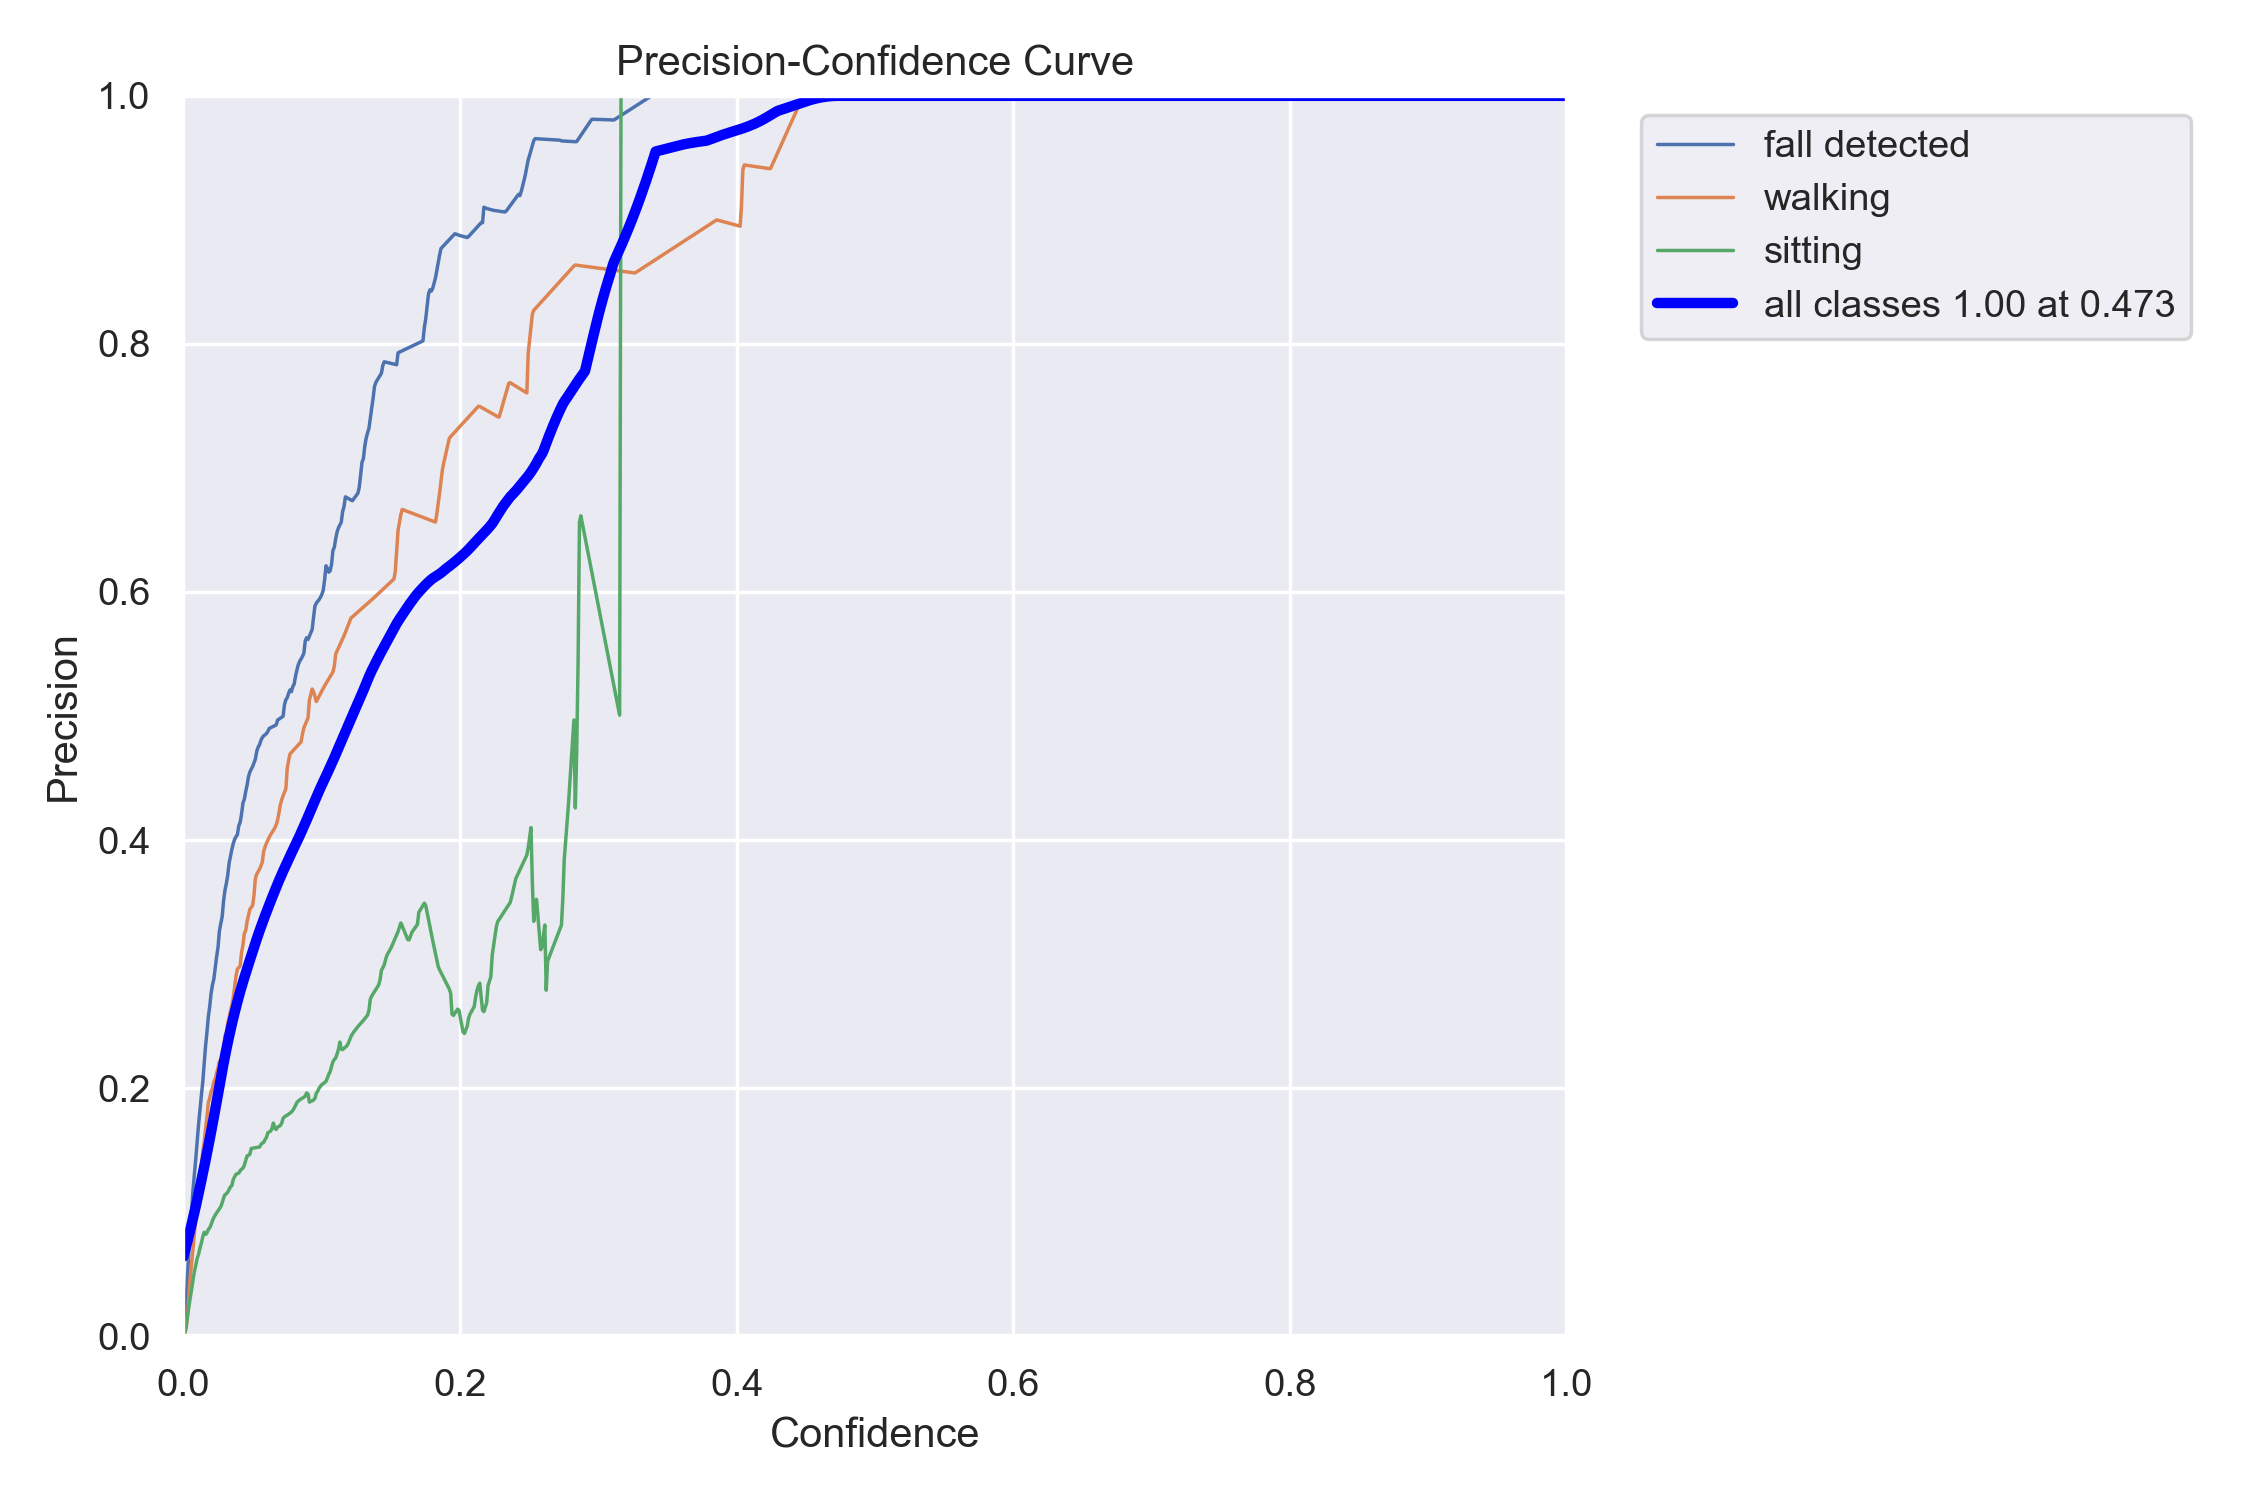 Precision-Confidence Curve
1.0
0.8
0.6
0.4
0.2
0.0
Precision
0.0 0.2 0.4 0.6 0.8 1.0
Confidence
fall detected
walking
sitting
all classes 1.00 at 0.473